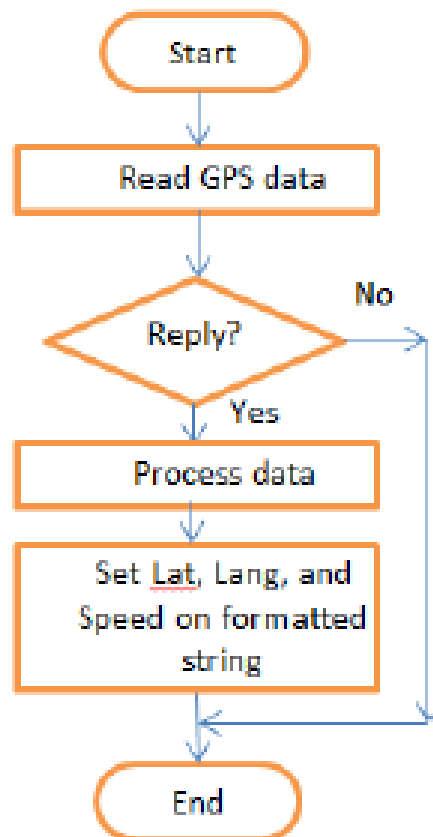 Start
Read GPS data
Reply?
No
Yes
Process data
Set Lat, Lang, and
Speed on formatted
string
End